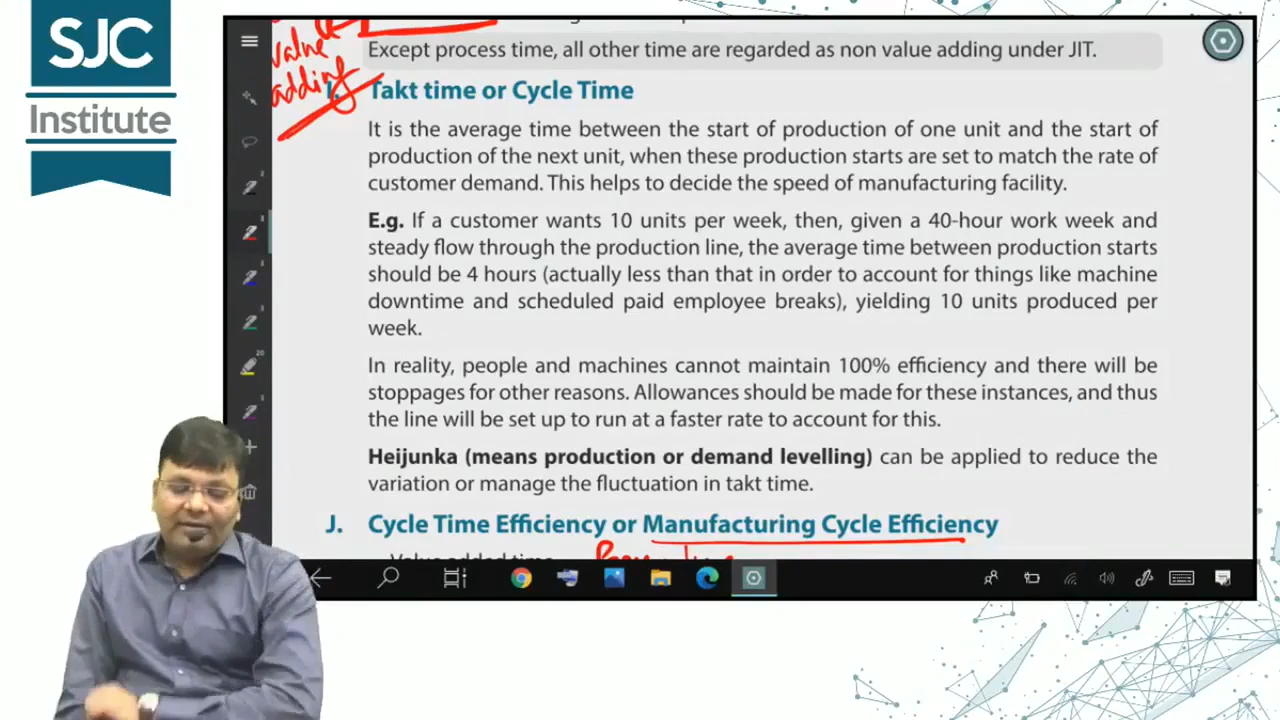 SJC
Institute
value
adding
Except process time, all other time are regarded as non value adding under JIT.
I. Takt time or Cycle Time
It is the average time between the start of production of one unit and the start of
production of the next unit, when these production starts are set to match the rate of
customer demand. This helps to decide the speed of manufacturing facility.
E.g. If a customer wants 10 units per week, then, given a 40-hour work week and
steady flow through the production line, the average time between production starts
should be 4 hours (actually less than that in order to account for things like machine
downtime and scheduled paid employee breaks), yielding 10 units produced per
week.
In reality, people and machines cannot maintain 100% efficiency and there will be
stoppages for other reasons. Allowances should be made for these instances, and thus
the line will be set up to run at a faster rate to account for this.
Heijunka (means production or demand levelling) can be applied to reduce the
variation or manage the fluctuation in takt time.
J. Cycle Time Efficiency or Manufacturing Cycle Efficiency
Value added time